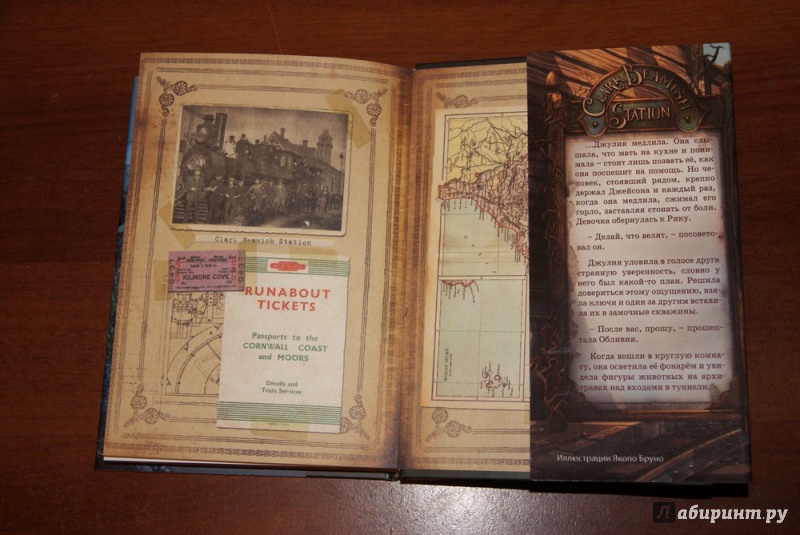 Clark Beamish Station
KILMORE COVE
RUNABOUT
TICKETS
Passports to the
CORNWALL COAST
and MOORS
Details and
Train Services
CLARK BEAMISH
STATION
...Джулия медлила. Она слы-
шала, что мать на кухне и пони-
мала – стоит лишь позвать её, как
она поспешит на помощь. Но че-
ловек, стоявший рядом, крепко
держал Джейсона и каждый раз,
когда она медлила, сжимал его
горло, заставляя стонать от боли.
Девочка обернулась к Рику.
– Делай, что велят, – посовето-
вал он.
Джулия уловила в голосе друга
странную уверенность, словно у
него был какой-то план. Решила
довериться этому ощущению, взя-
ла ключи и один за другим встави-
ла их в замочные скважины.
– После вас, прошу, – прошеп-
тала Обливия.
Когда вошли в круглую комна-
ту, она осветила её фонарём и уви-
дела фигуры животных на архи-
травах над входами в туннели.
Иллюстрации Якопо Бруно
Лабиринт.ру